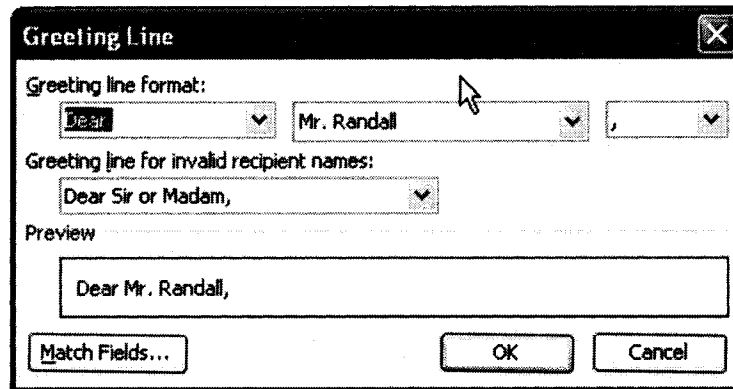 Greeting Line
Greeting line format:
Dear Mr. Randall ,
Greeting line for invalid recipient names:
Dear Sir or Madam,
Preview
Dear Mr. Randall,
Match Fields... OK Cancel